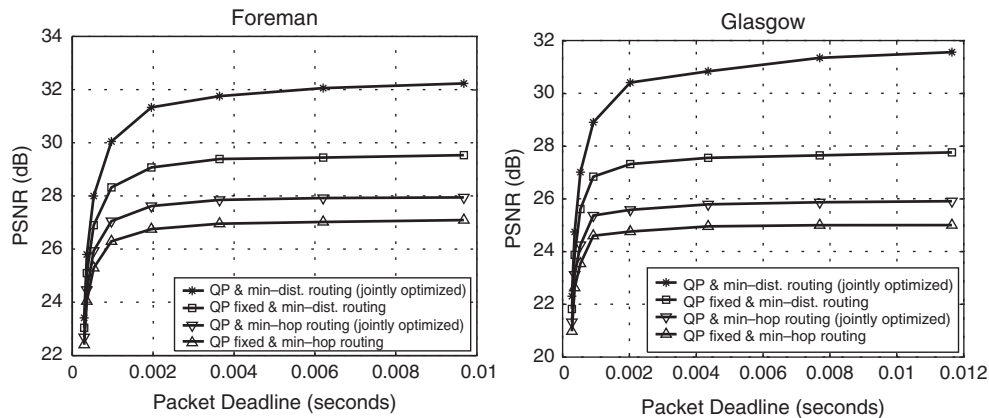 Foreman
34
32
30
28
26
24
22
PSNR (dB)
QP & min–dist. routing (jointly optimized)
QP fixed & min–dist. routing
QP & min–hop routing (jointly optimized)
QP fixed & min–hop routing
0
0.002
0.004
0.006
0.008
0.01
Packet Deadline (seconds)
Glasgow
32
30
28
26
24
22
20
PSNR (dB)
QP & min–dist. routing (jointly optimized)
QP fixed & min–dist. routing
QP & min–hop routing (jointly optimized)
QP fixed & min–hop routing
0
0.002
0.004
0.006
0.008
0.01
0.012
Packet Deadline (seconds)